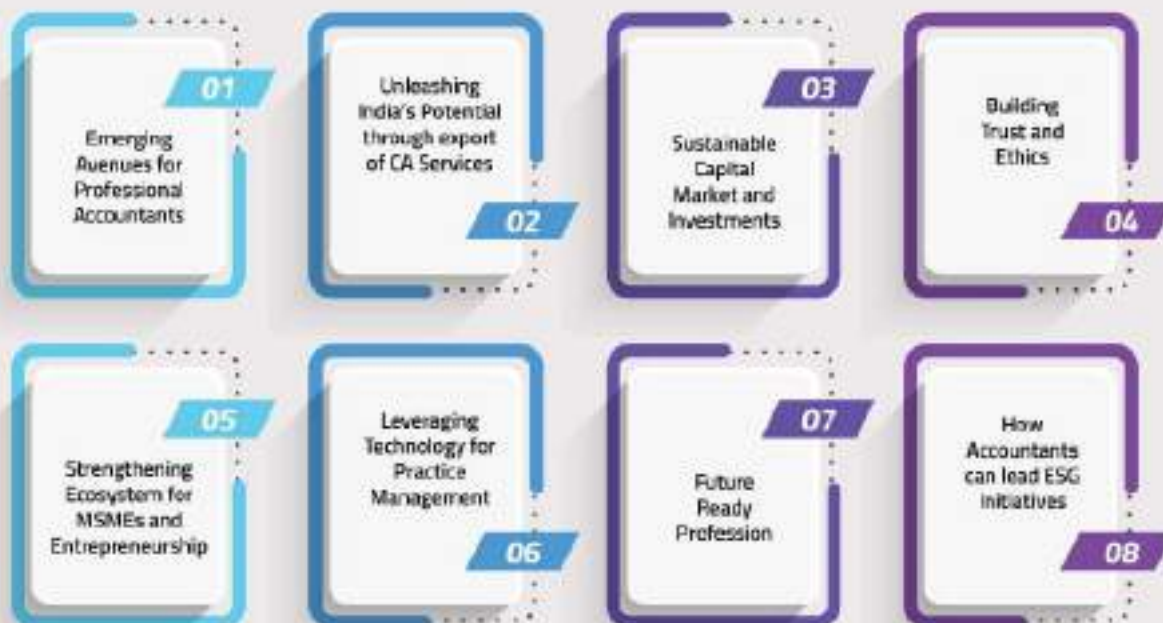 01
Emerging
Avenues for
Professional
Accountants
Unleashing
India's Potential
through export
of CA Services
02
03
Sustainable
Capital
Market and
Investments
Building
Trust and
Ethics
04
05
Strengthening
Ecosystem for
MSMEs and
Entrepreneurship
Leveraging
Technology for
Practice
Management
06
07
Future
Ready
Profession
How
Accountants
can lead ESG
initiatives
08